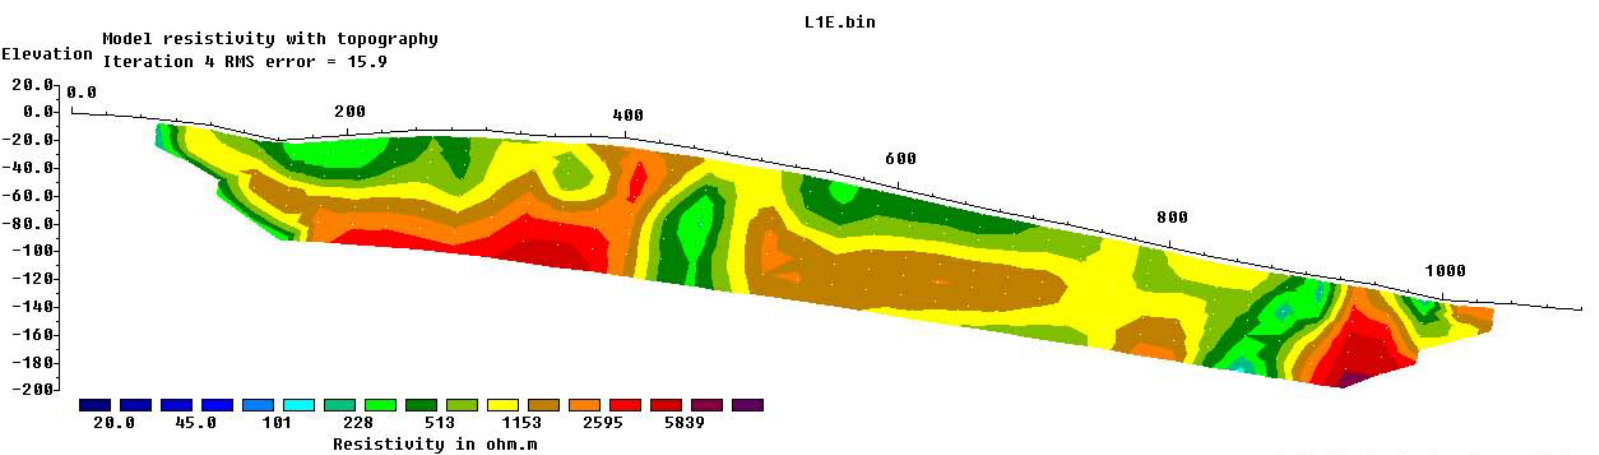 L1E.bin
Model resistivity with topography
Elevation Iteration 4 RMS error = 15.9
20.0
0.0
-20.0
-40.0
-60.0
-80.0
-100
-120
-140
-160
-180
-200
0.0 200 400 600 800 1000
20.0 45.0 101 228 513 1153 2595 5839
Resistivity in ohm.m